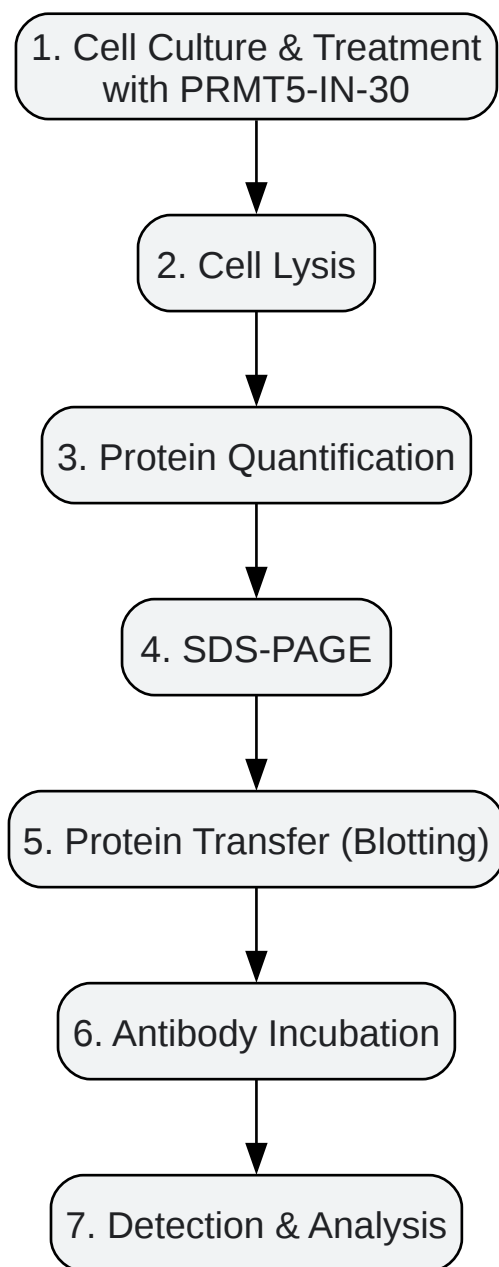 1. Cell Culture & Treatment
with PRMT5-IN-30
2. Cell Lysis
3. Protein Quantification
4. SDS-PAGE
5. Protein Transfer (Blotting)
6. Antibody Incubation
7. Detection & Analysis